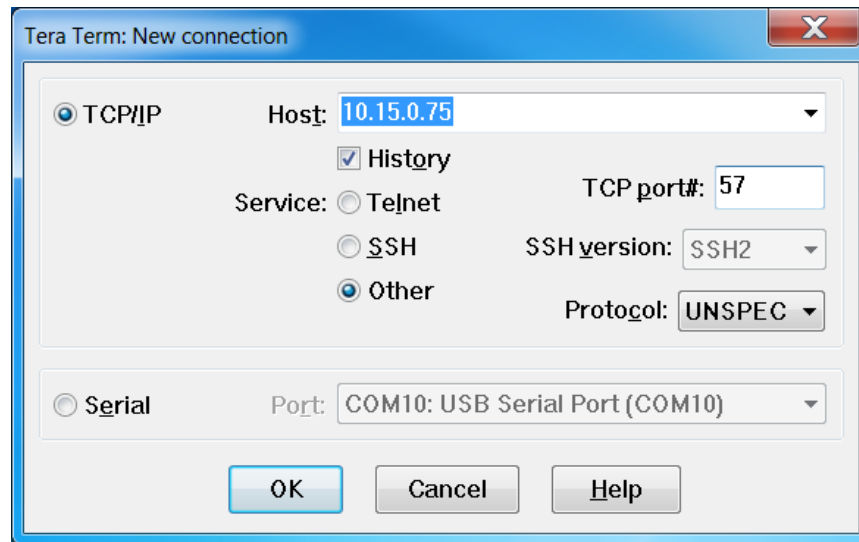 Tera Term: New connection
TCP/IP
Host: 10.15.0.75
History
Service: Telnet
TCP port#: 57
SSH
SSH version: SSH2
Other
Protocol: UNSPEC
Serial
Port: COM10: USB Serial Port (COM10)
OK Cancel Help